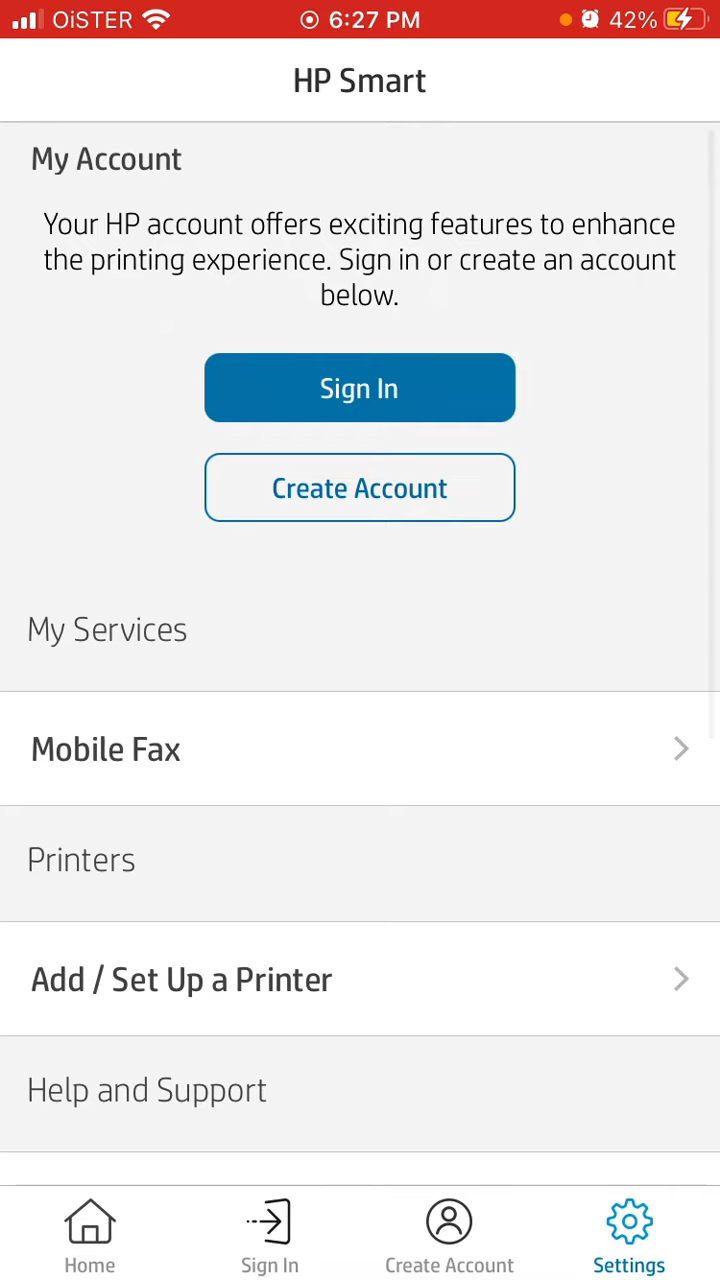 OiSTER 6:27 PM 42%
HP Smart
My Account
Your HP account offers exciting features to enhance
the printing experience. Sign in or create an account
below.
Sign In
Create Account
My Services
Mobile Fax
Printers
Add / Set Up a Printer
Help and Support
Home Sign In Create Account Settings